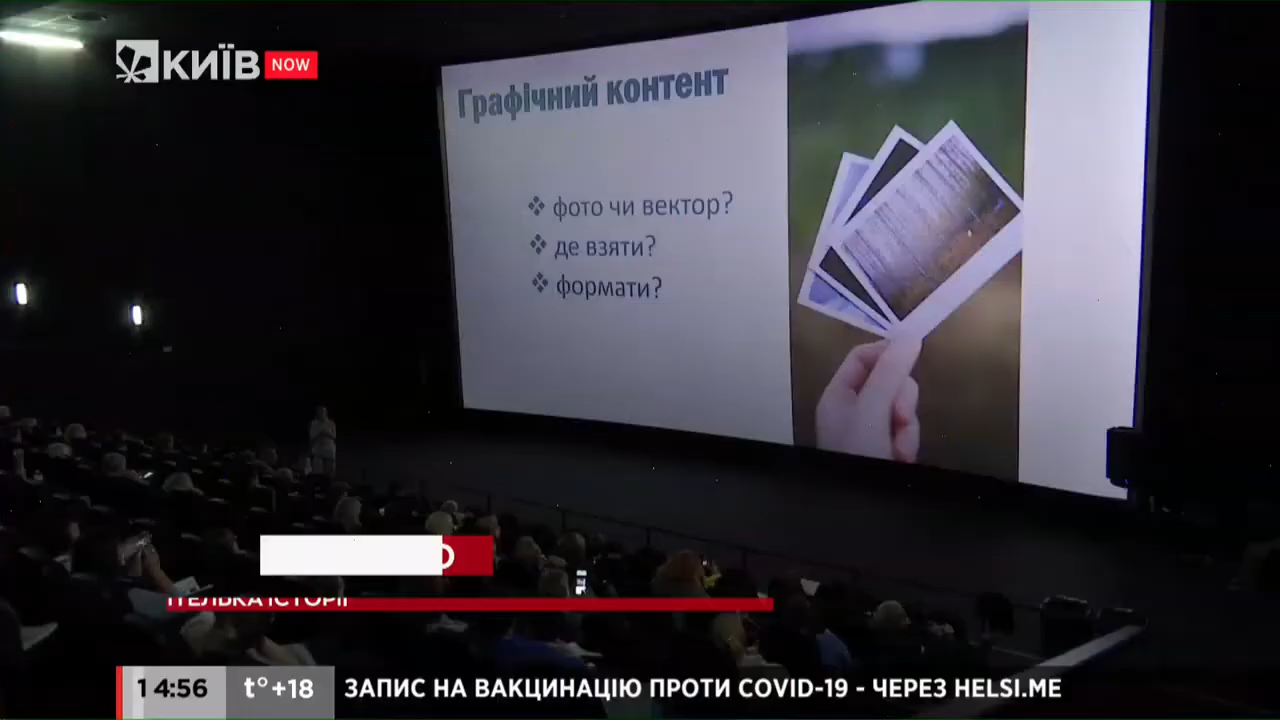 КИЇВ NOW
Графічний контент
❖ фото чи вектор?
❖ де взяти?
❖ формати?
ІСТОРІЇ
14:56 t°+18 ЗАПИС НА ВАКЦИНАЦІЮ ПРОТИ COVID-19 - ЧЕРЕЗ HELSI.ME